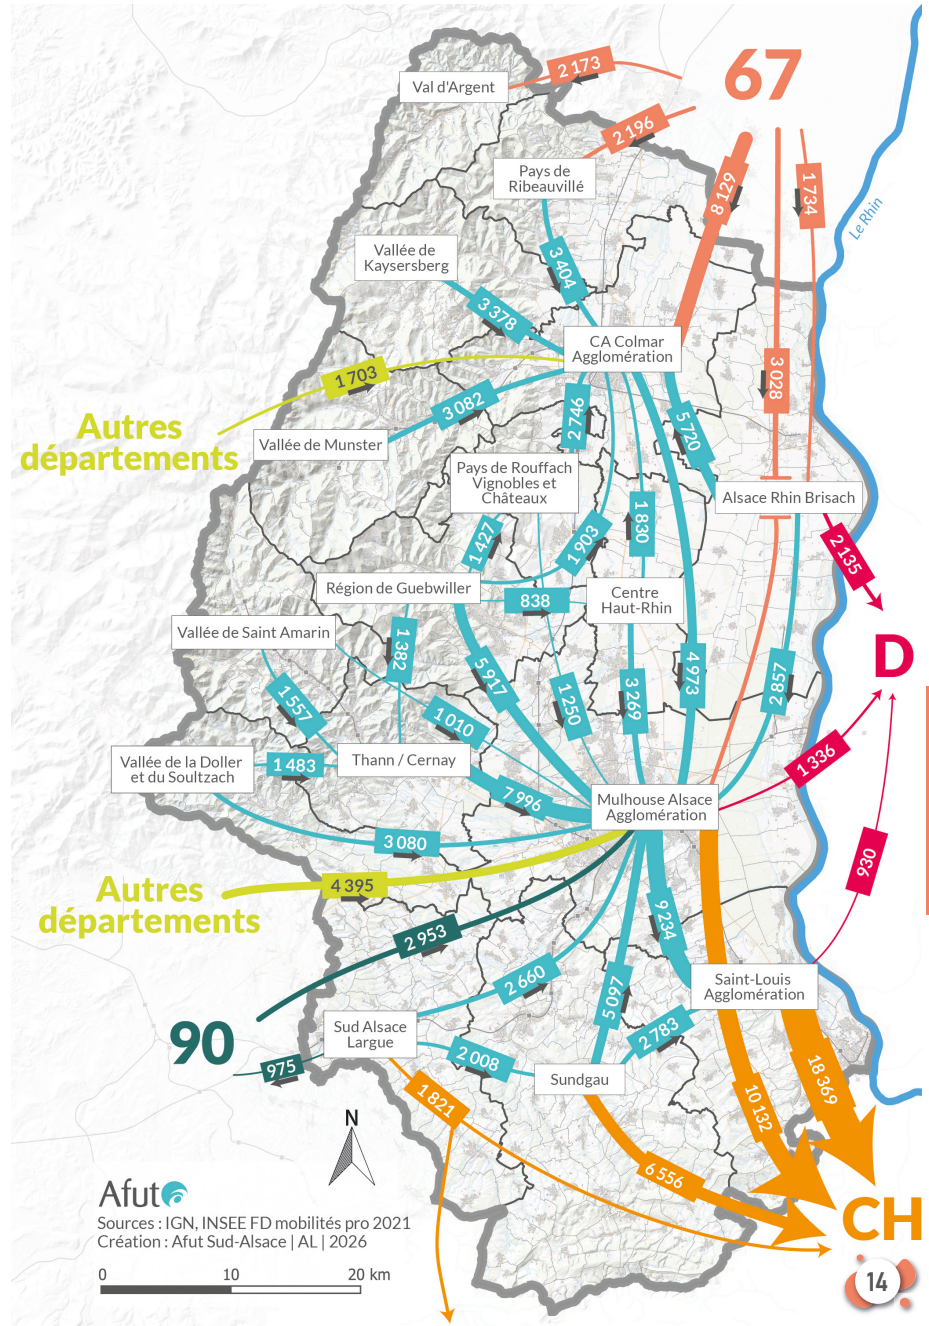 67
2 173
Val d'Argent
2 196
Pays de
Ribeauvillé
8 129
1 734
Le Rhin
Vallée de
Kaysersberg
3 404
3 378
CA Colmar
Agglomération
3 028
1 703
Autres
départements
3 082
2 746
5 720
Vallée de Munster
Pays de Rouffach
Vignobles et
Châteaux
Alsace Rhin Brisach
1 427
1 903
1 830
2 135
Région de Guebwiller
838
Centre
Haut-Rhin
Vallée de Saint Amarin
1 382
D
5 917
4 973
2 857
1 557
1 010
1 250
3 269
Vallée de la Doller
et du Soultzach
1 483
Thann / Cernay
1 336
7 996
Mulhouse Alsace
Agglomération
3 080
930
Autres
départements
4 395
9 234
2 953
2 660
5 097
Saint-Louis
Agglomération
90
Sud Alsace
Largue
2 783
975
2 008
Sundgau
18 369
1 821
10 132
N
6 556
Afut
CH
Sources : IGN, INSEE FD mobilités pro 2021
Création : Afut Sud-Alsace | AL | 2026
0 10 20 km
14